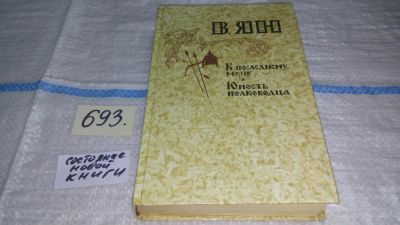 В ЯН
К последнему
морю
Юность
полководца
693.
состояние
новой
книги